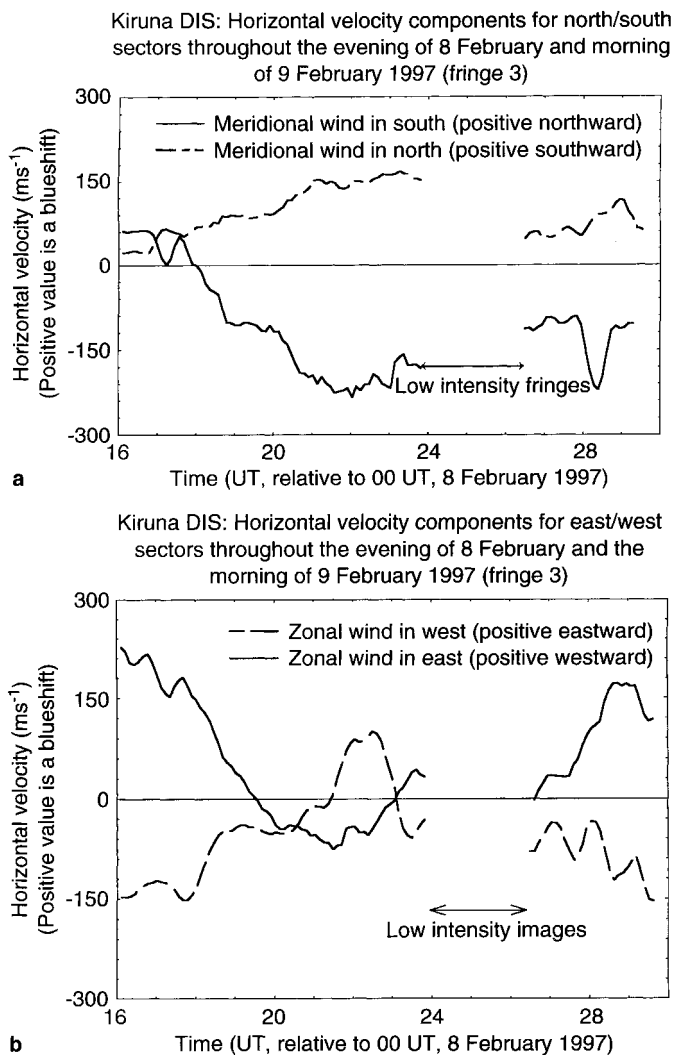 Kiruna DIS: Horizontal velocity components for north/south
sectors throughout the evening of 8 February and morning
of 9 February 1997 (fringe 3)
300
150
0
-150
-300
Horizontal velocity (ms⁻¹)
(Positive value is a blueshift)
Meridional wind in south (positive northward)
Meridional wind in north (positive southward)
Low intensity fringes
16
20
24
28
a
Time (UT, relative to 00 UT, 8 February 1997)
Kiruna DIS: Horizontal velocity components for east/west
sectors throughout the evening of 8 February and the
morning of 9 February 1997 (fringe 3)
300
150
0
-150
-300
Horizontal velocity (ms⁻¹)
(Positive value is a blueshift)
Zonal wind in west (positive eastward)
Zonal wind in east (positive westward)
Low intensity images
16
20
24
28
b
Time (UT, relative to 00 UT, 8 February 1997)